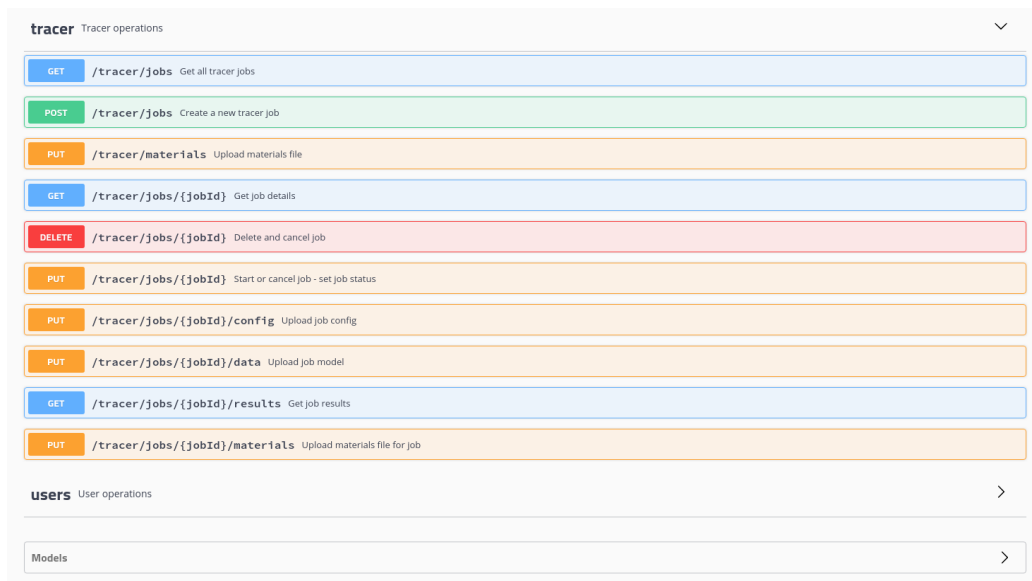 tracer Tracer operations
GET /tracer/jobs Get all tracer jobs
POST /tracer/jobs Create a new tracer job
PUT /tracer/materials Upload materials file
GET /tracer/jobs/{jobId} Get job details
DELETE /tracer/jobs/{jobId} Delete and cancel job
PUT /tracer/jobs/{jobId} Start or cancel job - set job status
PUT /tracer/jobs/{jobId}/config Upload job config
PUT /tracer/jobs/{jobId}/data Upload job model
GET /tracer/jobs/{jobId}/results Get job results
PUT /tracer/jobs/{jobId}/materials Upload materials file for job
users User operations
Models